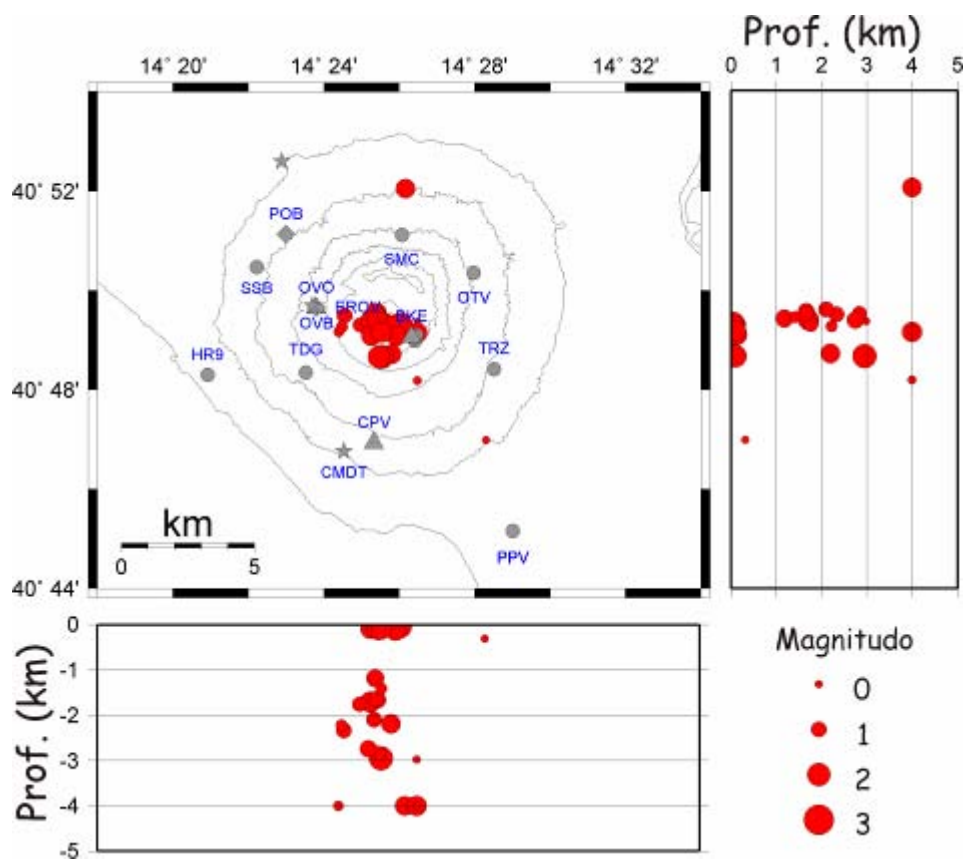 Prof. (km)
14° 20' 14° 24' 14° 28' 14° 32'
0 1 2 3 4 5
40° 52'
POB
SMC
SSB
OVO
OTV
EROV
BKE
OVB
HR9
TDG
TRZ
40° 48'
CPV
CMDT
km
0 5
PPV
40° 44'
Prof. (km)
0
-1
-2
-3
-4
-5
Magnitudo
0
1
2
3